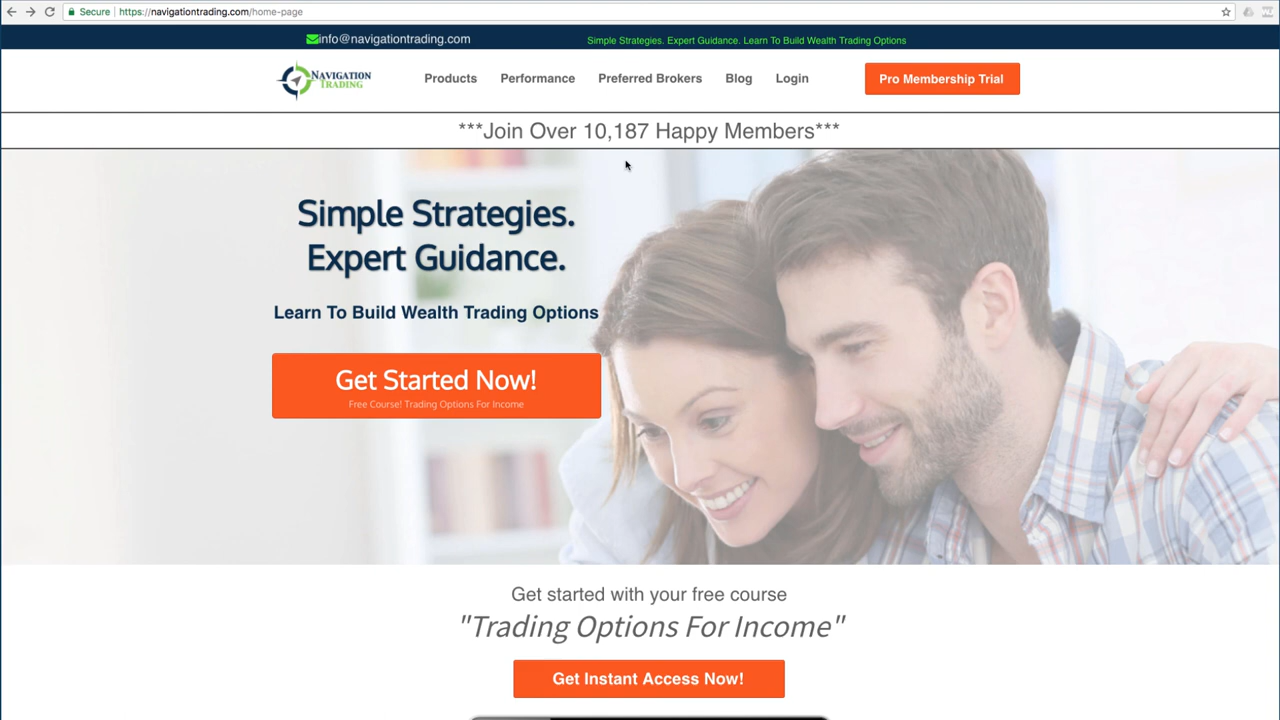 Secure https://navigationtrading.com/home-page
info@navigationtrading.com Simple Strategies. Expert Guidance. Learn To Build Wealth Trading Options
NAVIGATION
TRADING
Products Performance Preferred Brokers Blog Login Pro Membership Trial
***Join Over 10,187 Happy Members***
Simple Strategies.
Expert Guidance.
Learn To Build Wealth Trading Options
Get Started Now!
Free Course! Trading Options For Income
Get started with your free course
"Trading Options For Income"
Get Instant Access Now!